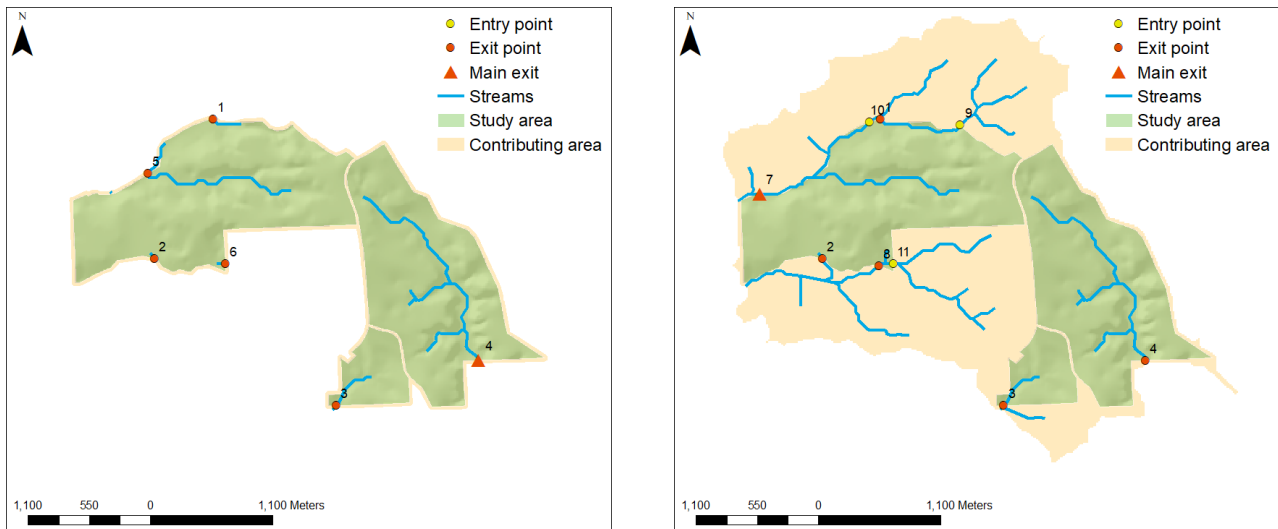 N
Entry point
Exit point
Main exit
Streams
Study area
Contributing area
1
5
2
6
4
3
1,100 550 0 1,100 Meters
N
Entry point
Exit point
Main exit
Streams
Study area
Contributing area
10
1
9
7
2
11
4
3
1,100 550 0 1,100 Meters